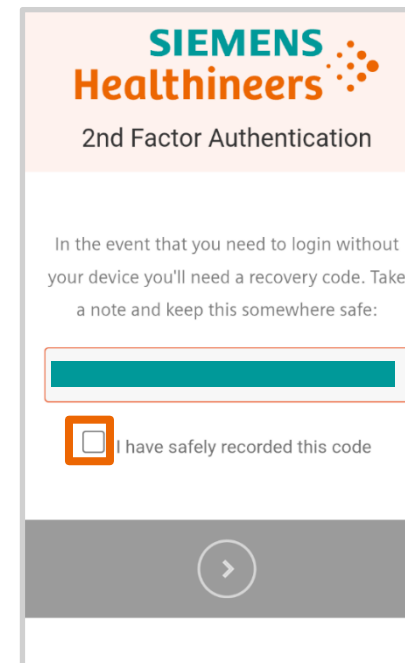 SIEMENS
Healthineers
2nd Factor Authentication
In the event that you need to login without
your device you'll need a recovery code. Take
a note and keep this somewhere safe:
I have safely recorded this code